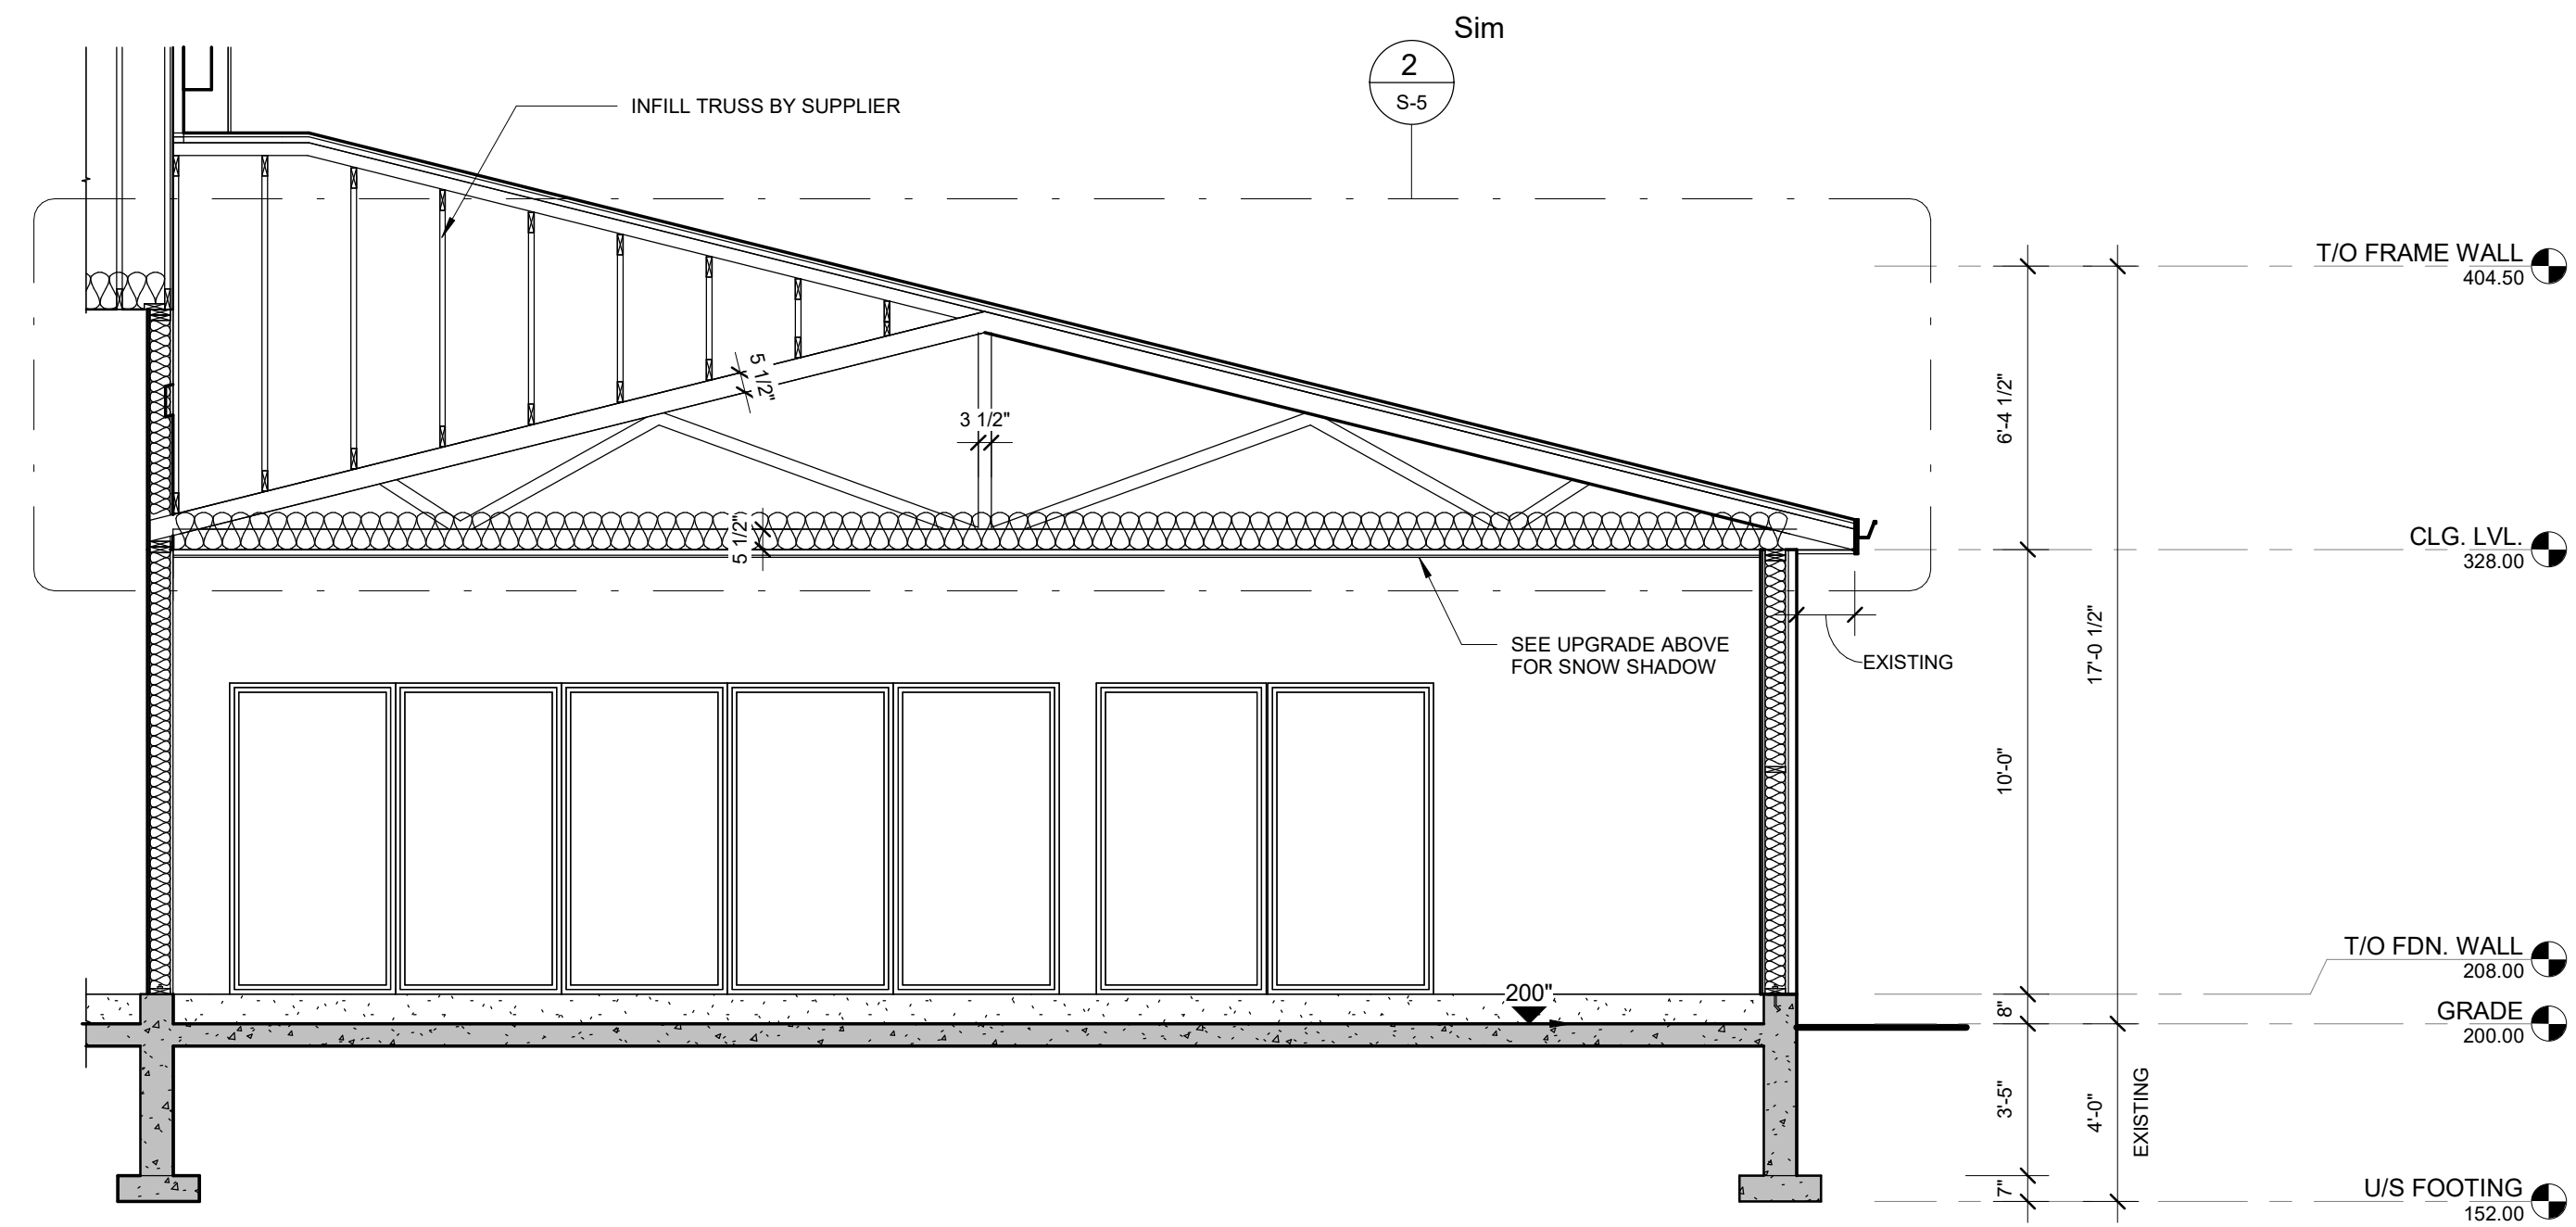 Sim
2
S-5
INFILL TRUSS BY SUPPLIER
T/O FRAME WALL
404.50
5 1/2"
3 1/2"
6'-4 1/2"
5 1/2"
CLG. LVL.
328.00
SEE UPGRADE ABOVE
FOR SNOW SHADOW
EXISTING
17'-0 1/2"
10'-0"
T/O FDN. WALL
208.00
200"
8"
GRADE
200.00
3'-5"
4'-0"
EXISTING
7"
U/S FOOTING
152.00